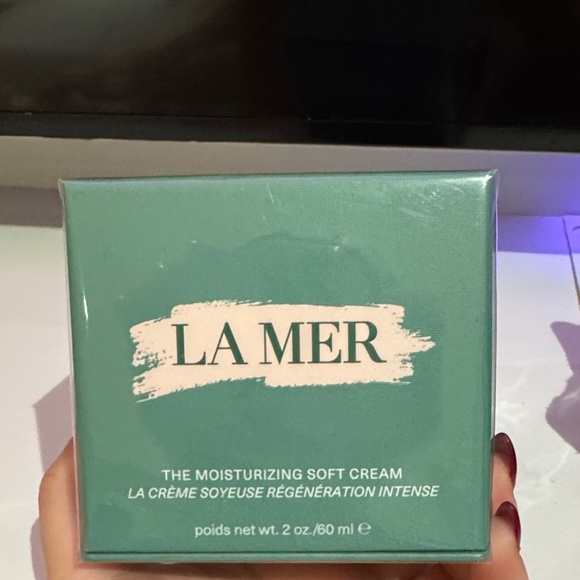 LA MER
THE MOISTURIZING SOFT CREAM
LA CRÈME SOYEUSE RÉGÉNÉRATION INTENSE
poids net wt. 2 oz./60 ml ℮